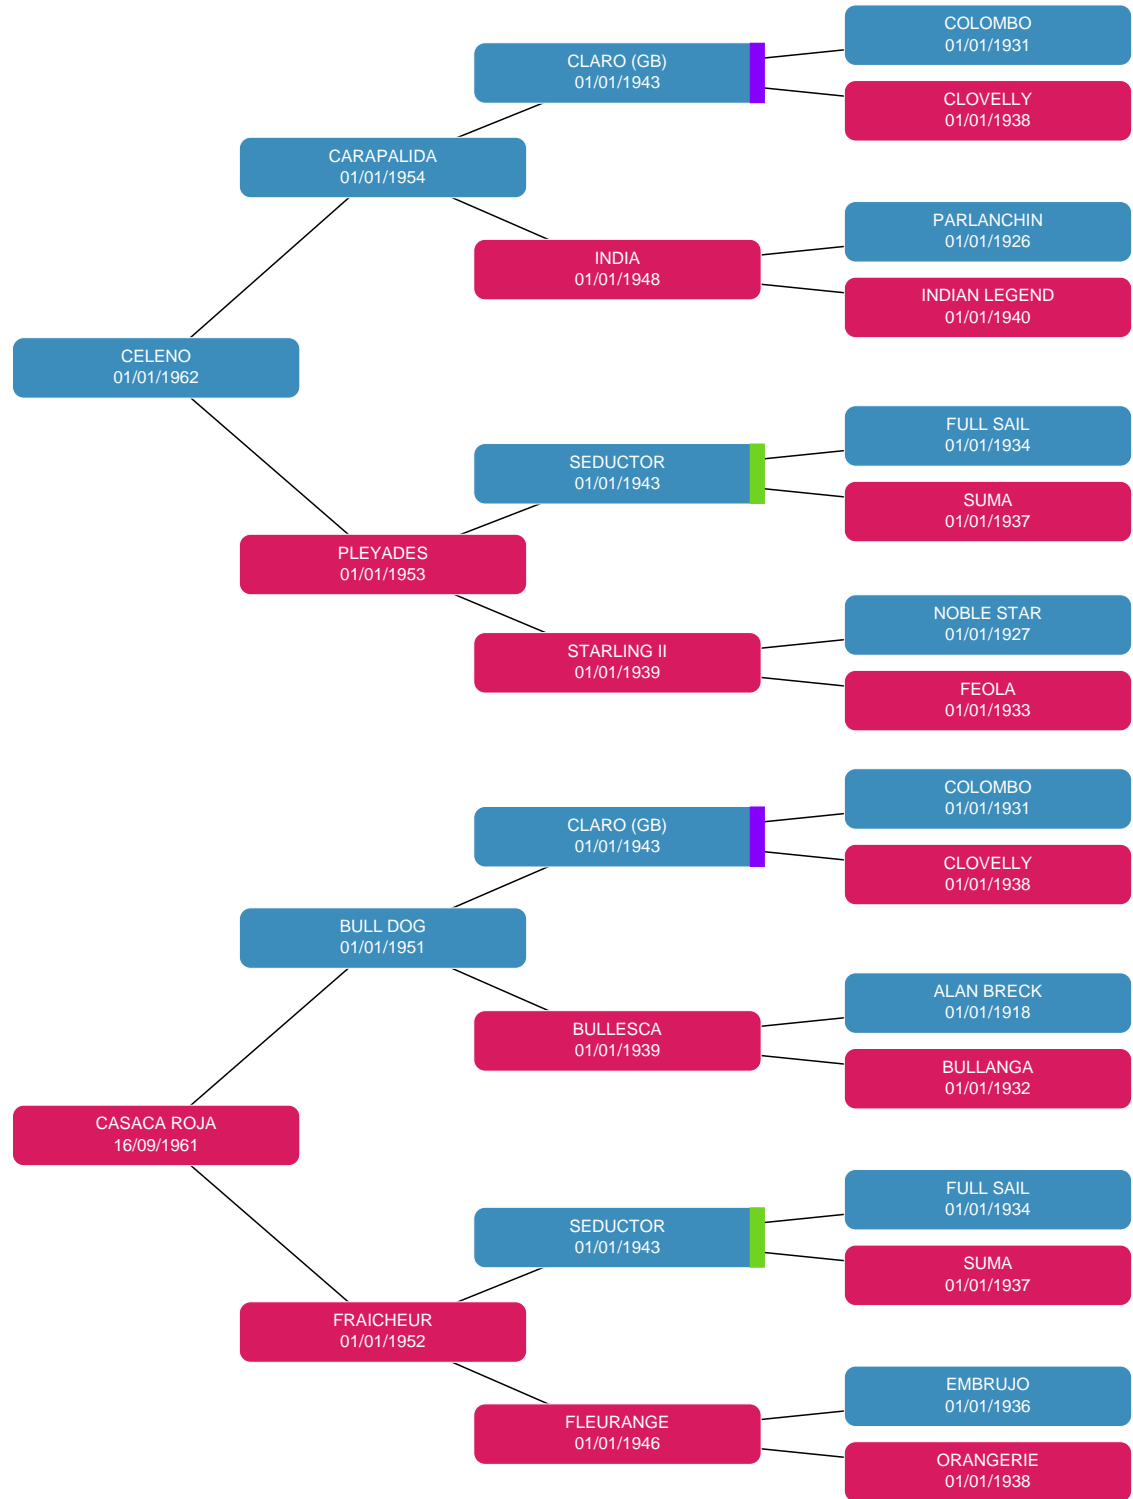 COLOMBO
01/01/1931
CLARO (GB)
01/01/1943
CLOVELLY
01/01/1938
CARAPALIDA
01/01/1954
PARLANCHIN
01/01/1926
INDIA
01/01/1948
INDIAN LEGEND
01/01/1940
CELENO
01/01/1962
FULL SAIL
01/01/1934
SEDUCTOR
01/01/1943
SUMA
01/01/1937
PLEYADES
01/01/1953
NOBLE STAR
01/01/1927
STARLING II
01/01/1939
FEOLA
01/01/1933
COLOMBO
01/01/1931
CLARO (GB)
01/01/1943
CLOVELLY
01/01/1938
BULL DOG
01/01/1951
ALAN BRECK
01/01/1918
BULLESCA
01/01/1939
BULLANGA
01/01/1932
CASACA ROJA
16/09/1961
FULL SAIL
01/01/1934
SEDUCTOR
01/01/1943
SUMA
01/01/1937
FRAICHEUR
01/01/1952
EMBRUJO
01/01/1936
FLEURANGE
01/01/1946
ORANGERIE
01/01/1938